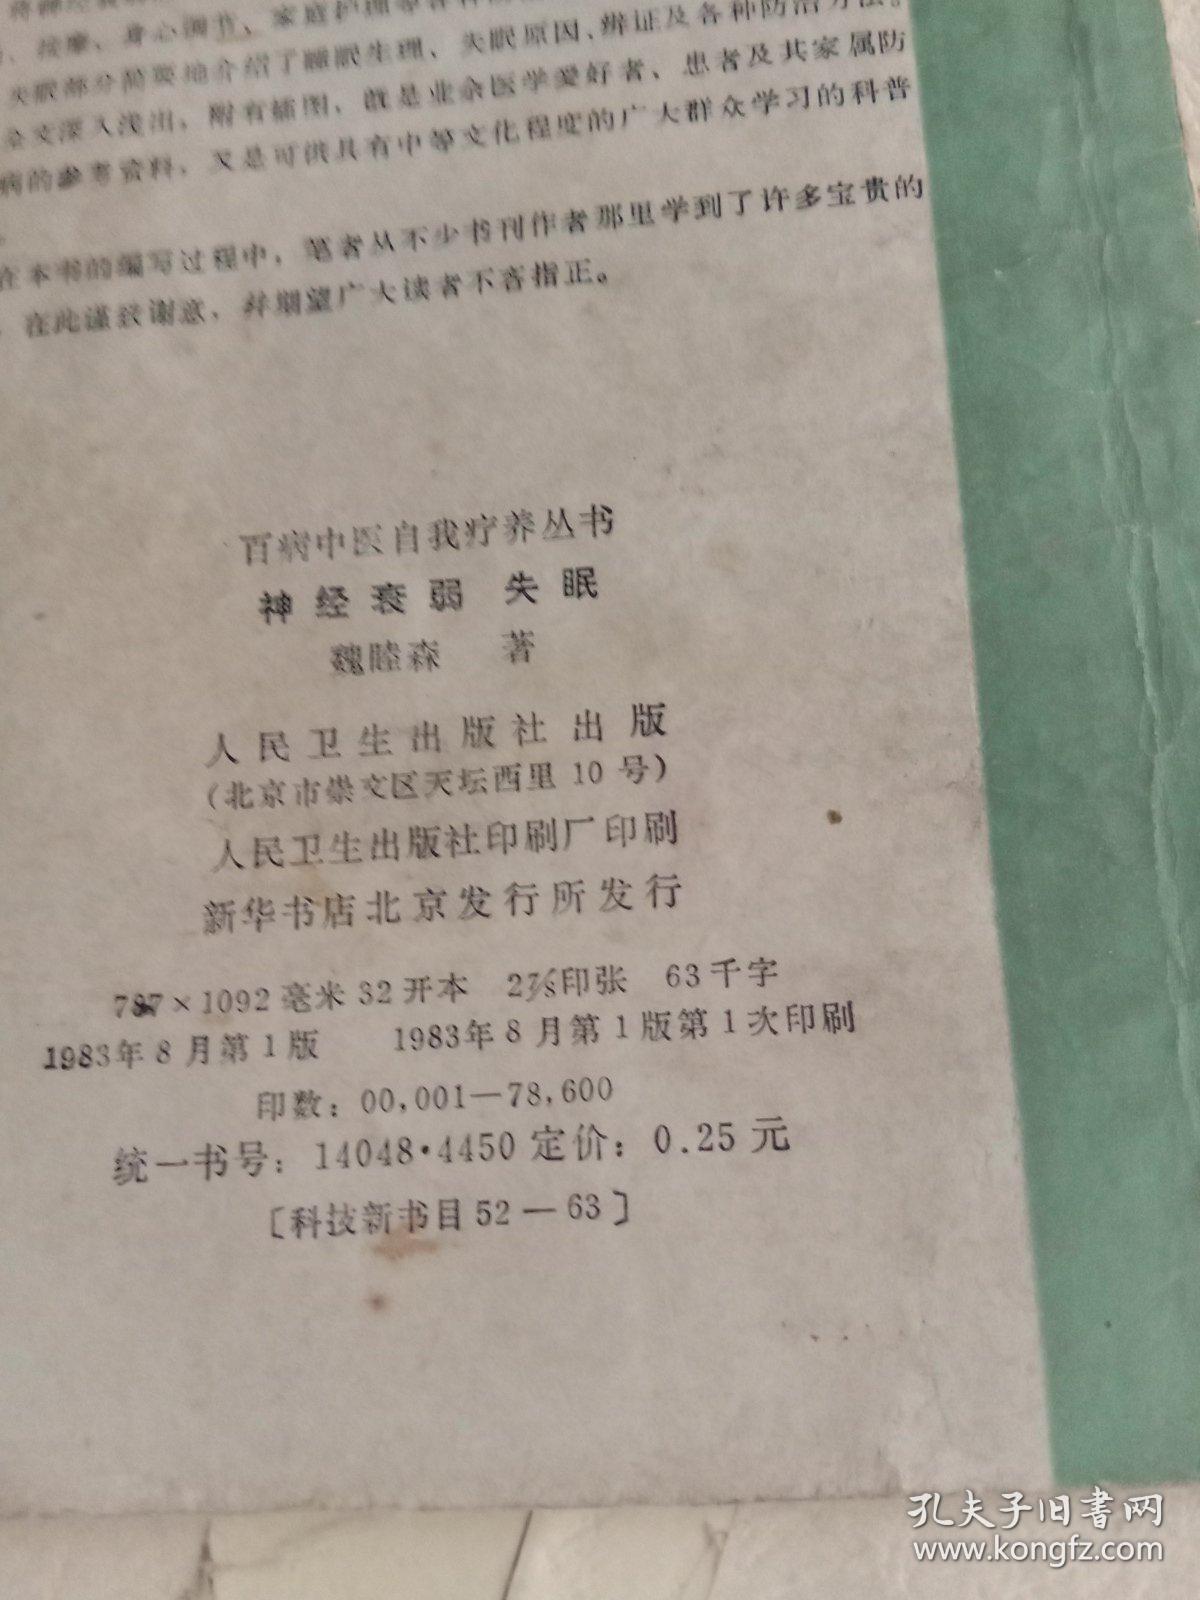 、按摩、身心调节、家庭护理等各种防治
失眠部分简要地介绍了睡眠生理、失眠原因、辨证及各种防治方法。
全文深入浅出，附有插图，既是业余医学爱好者、患者及其家属防
病的参考资料，又是可供具有中等文化程度的广大群众学习的科普
在本书的编写过程中，笔者从不少书刊作者那里学到了许多宝贵的
，在此谨致谢意，并期望广大读者不吝指正。
百病中医自我疗养丛书
神经衰弱 失眠
魏睦森 著
人民卫生出版社出版
（北京市崇文区天坛西里 10 号）
人民卫生出版社印刷厂印刷
新华书店北京发行所发行
787×1092毫米 32开本 2⅞印张 63千字
1983年8月第1版 1983年8月第1版第1次印刷
印数：00,001—78,600
统一书号：14048·4450 定价：0.25元
〔科技新书目 52—63〕
孔夫子旧书网
www.kongfz.com